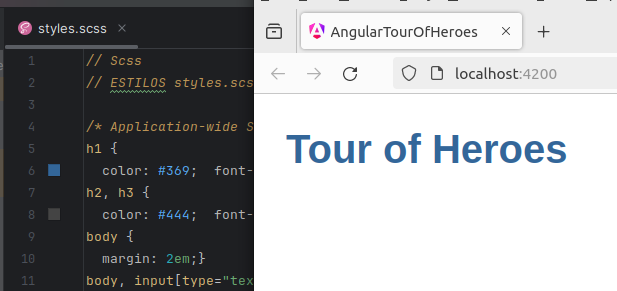 styles.scss
1 // Scss
2 // ESTILOS styles.scs
3
4 /* Application-wide S
5 h1 {
6 color: #369; font-
7 h2, h3 {
8 color: #444; font-
9 body {
10 margin: 2em;}
11 body, input[type="tex
AngularTourOfHeroes
localhost:4200
Tour of Heroes